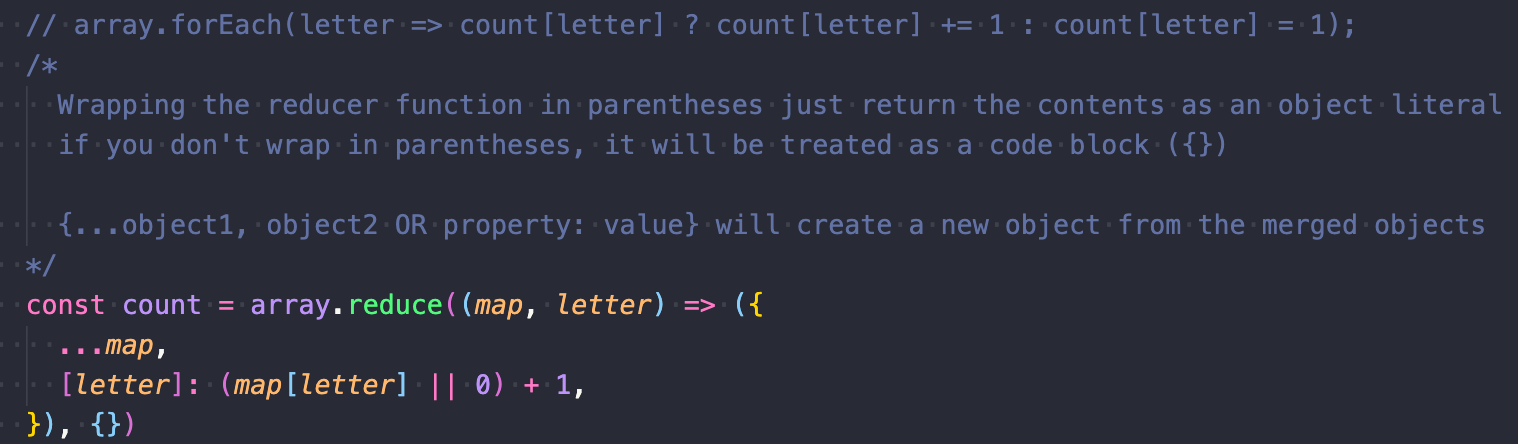 // array.forEach(letter => count[letter] ? count[letter] += 1 : count[letter] = 1);
/*
Wrapping the reducer function in parentheses just return the contents as an object literal
if you don't wrap in parentheses, it will be treated as a code block ({})
{...object1, object2 OR property: value} will create a new object from the merged objects
*/
const count = array.reduce((map, letter) => ({
...map,
[letter]: (map[letter] || 0) + 1,
}), {})